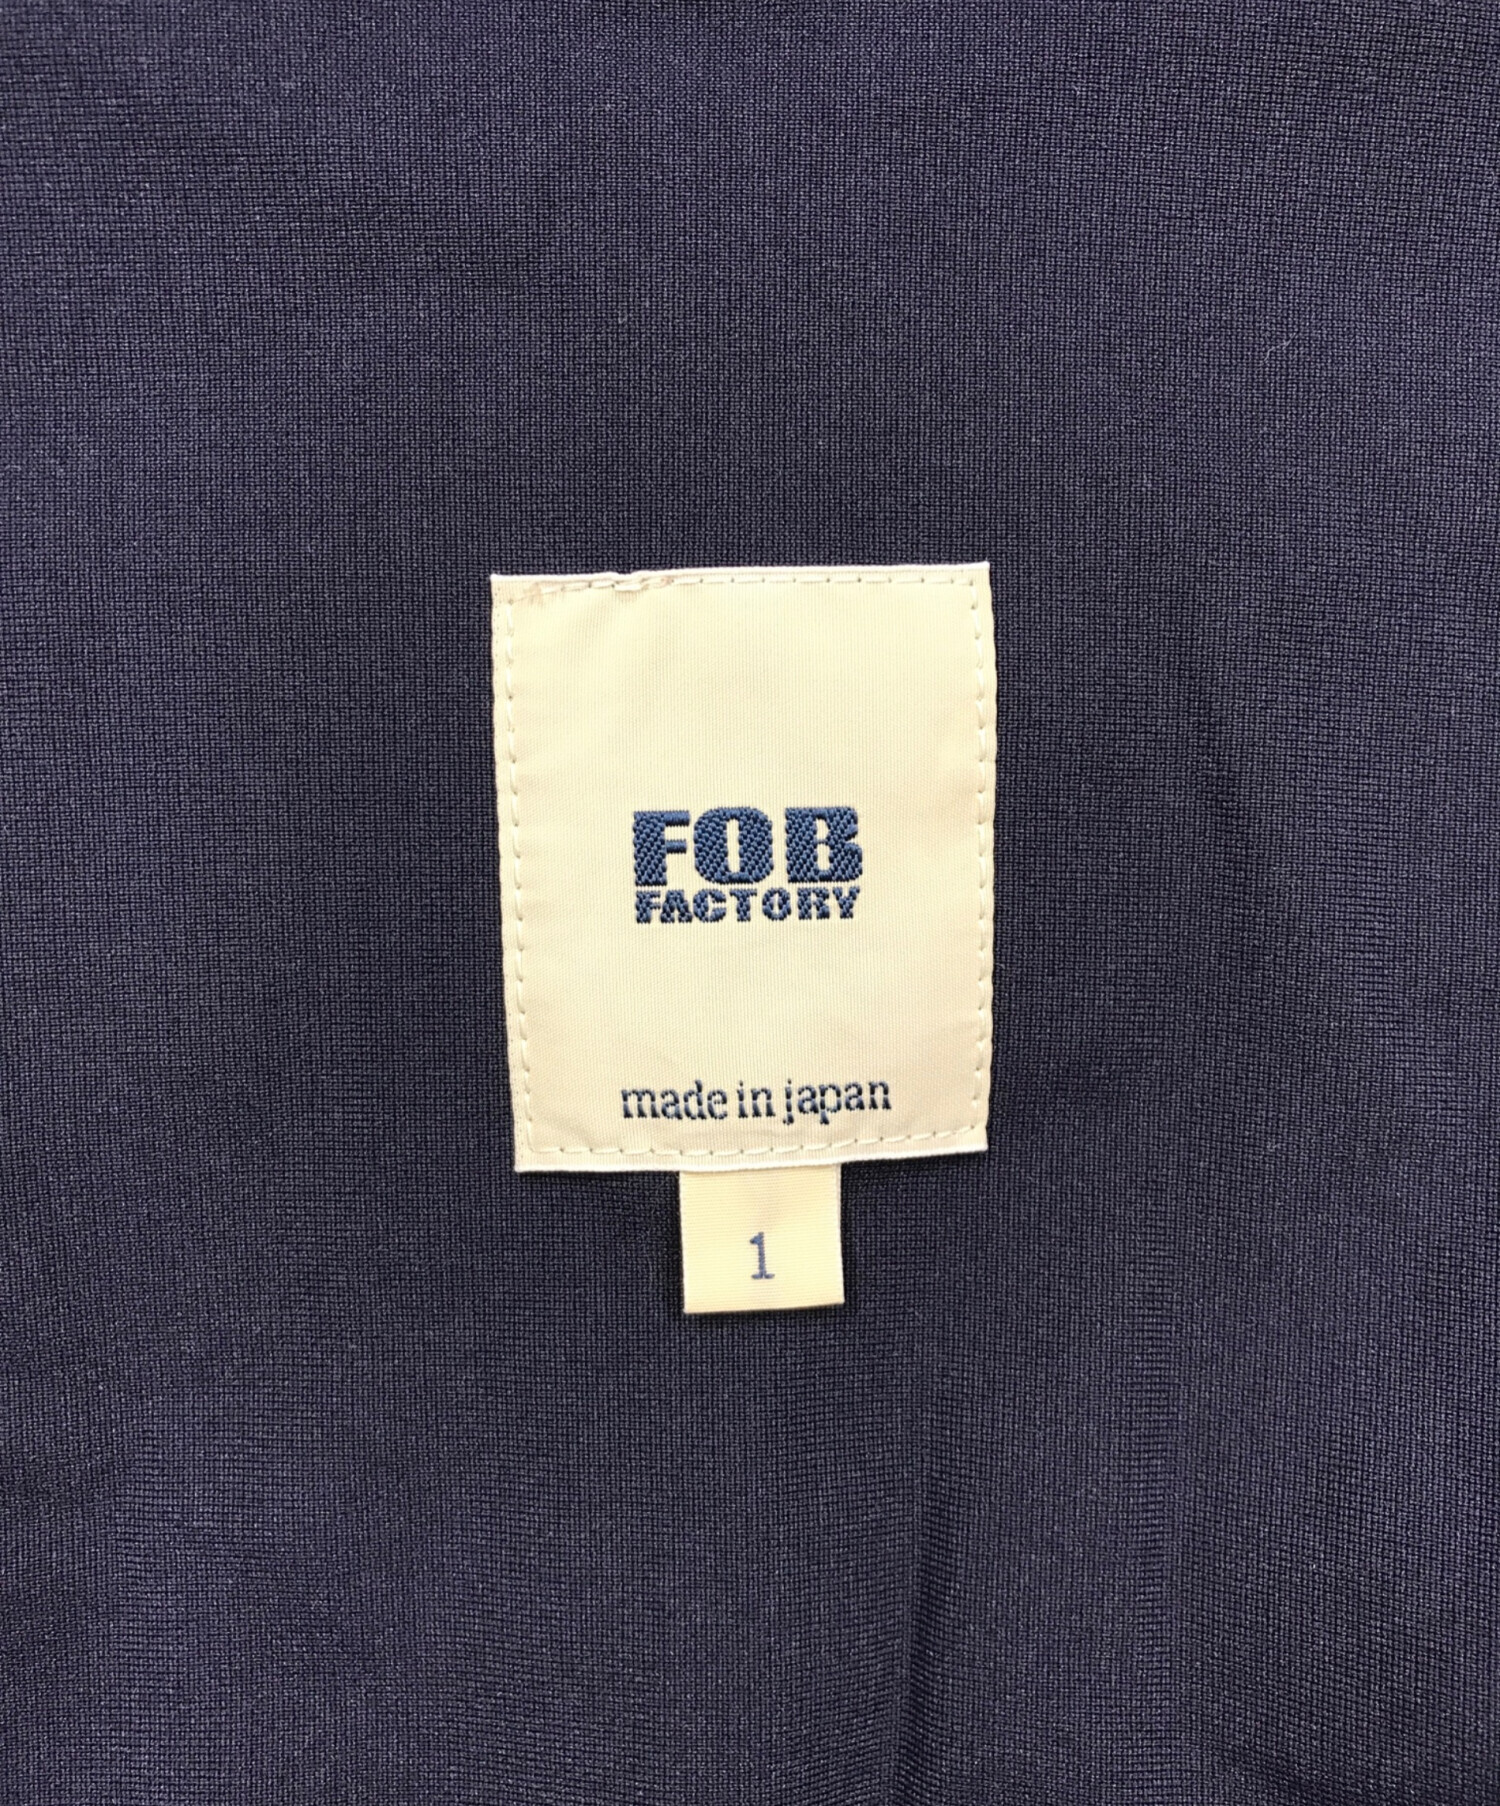 FOB
FACTORY
made in japan
1